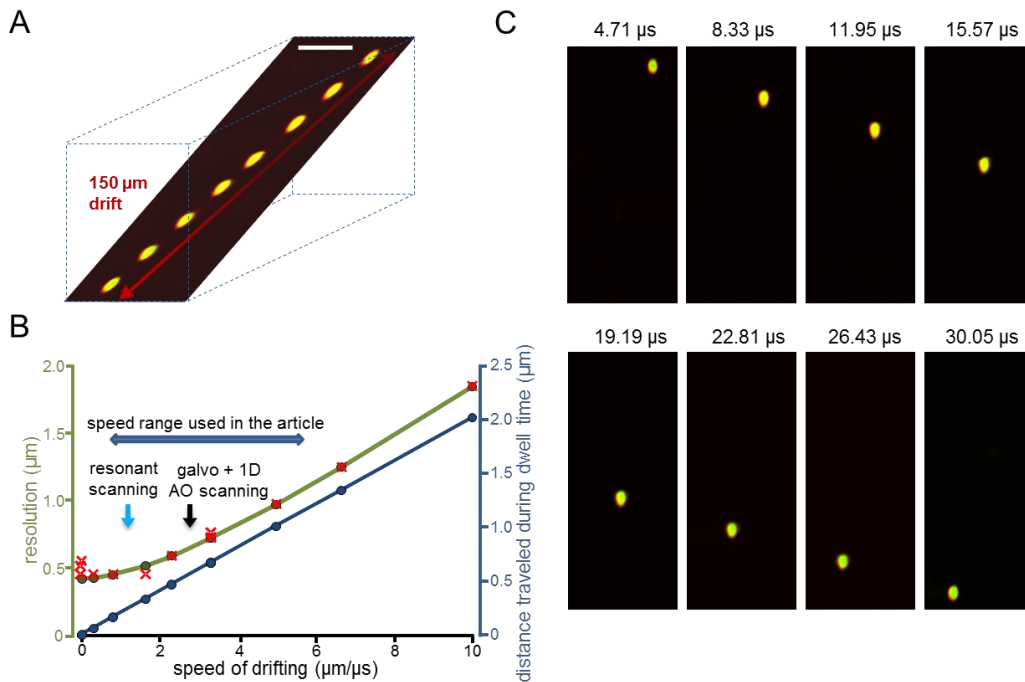 A
150 µm
drift
B
2.0
1.5
1.0
0.5
0
resolution (µm)
speed range used in the article
resonant
scanning
galvo + 1D
AO scanning
2.5
2.0
1.5
1.0
0.5
0
distance traveled during dwell time (µm)
0
2
4
6
8
10
speed of drifting (µm/µs)
C
4.71 µs
8.33 µs
11.95 µs
15.57 µs
19.19 µs
22.81 µs
26.43 µs
30.05 µs